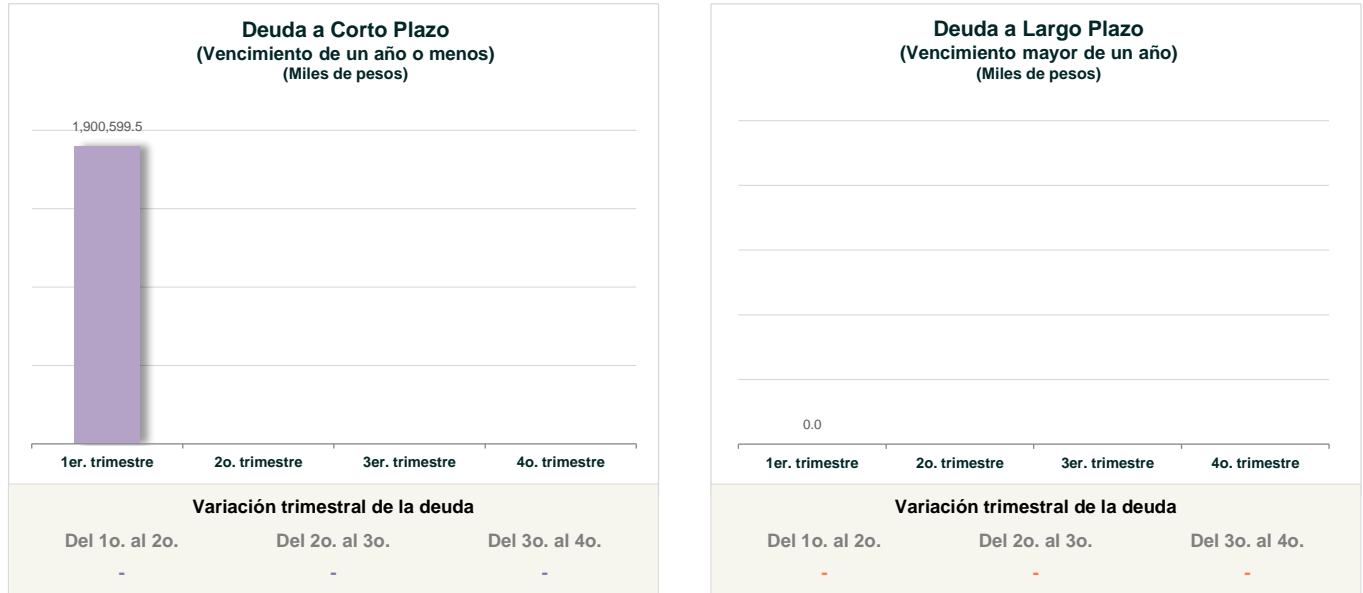 Deuda a Corto Plazo
(Vencimiento de un año o menos)
(Miles de pesos)
1,900,599.5
1er. trimestre 2o. trimestre 3er. trimestre 4o. trimestre
Variación trimestral de la deuda
Del 1o. al 2o. Del 2o. al 3o. Del 3o. al 4o.
- - -
Deuda a Largo Plazo
(Vencimiento mayor de un año)
(Miles de pesos)
0.0
1er. trimestre 2o. trimestre 3er. trimestre 4o. trimestre
Variación trimestral de la deuda
Del 1o. al 2o. Del 2o. al 3o. Del 3o. al 4o.
- - -